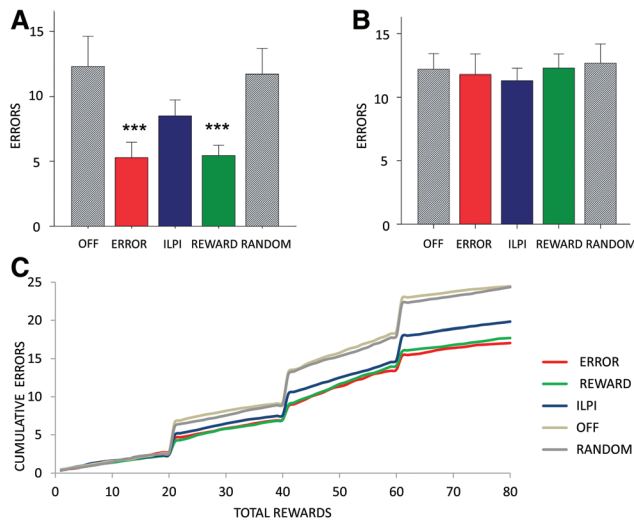 A
15
10
5
0
ERRORS
***
***
OFF ERROR ILPI REWARD RANDOM
B
15
10
5
0
ERRORS
OFF ERROR ILPI REWARD RANDOM
C
25
20
15
10
5
0
CUMULATIVE ERRORS
0 10 20 30 40 50 60 70 80
TOTAL REWARDS
ERROR
REWARD
ILPI
OFF
RANDOM